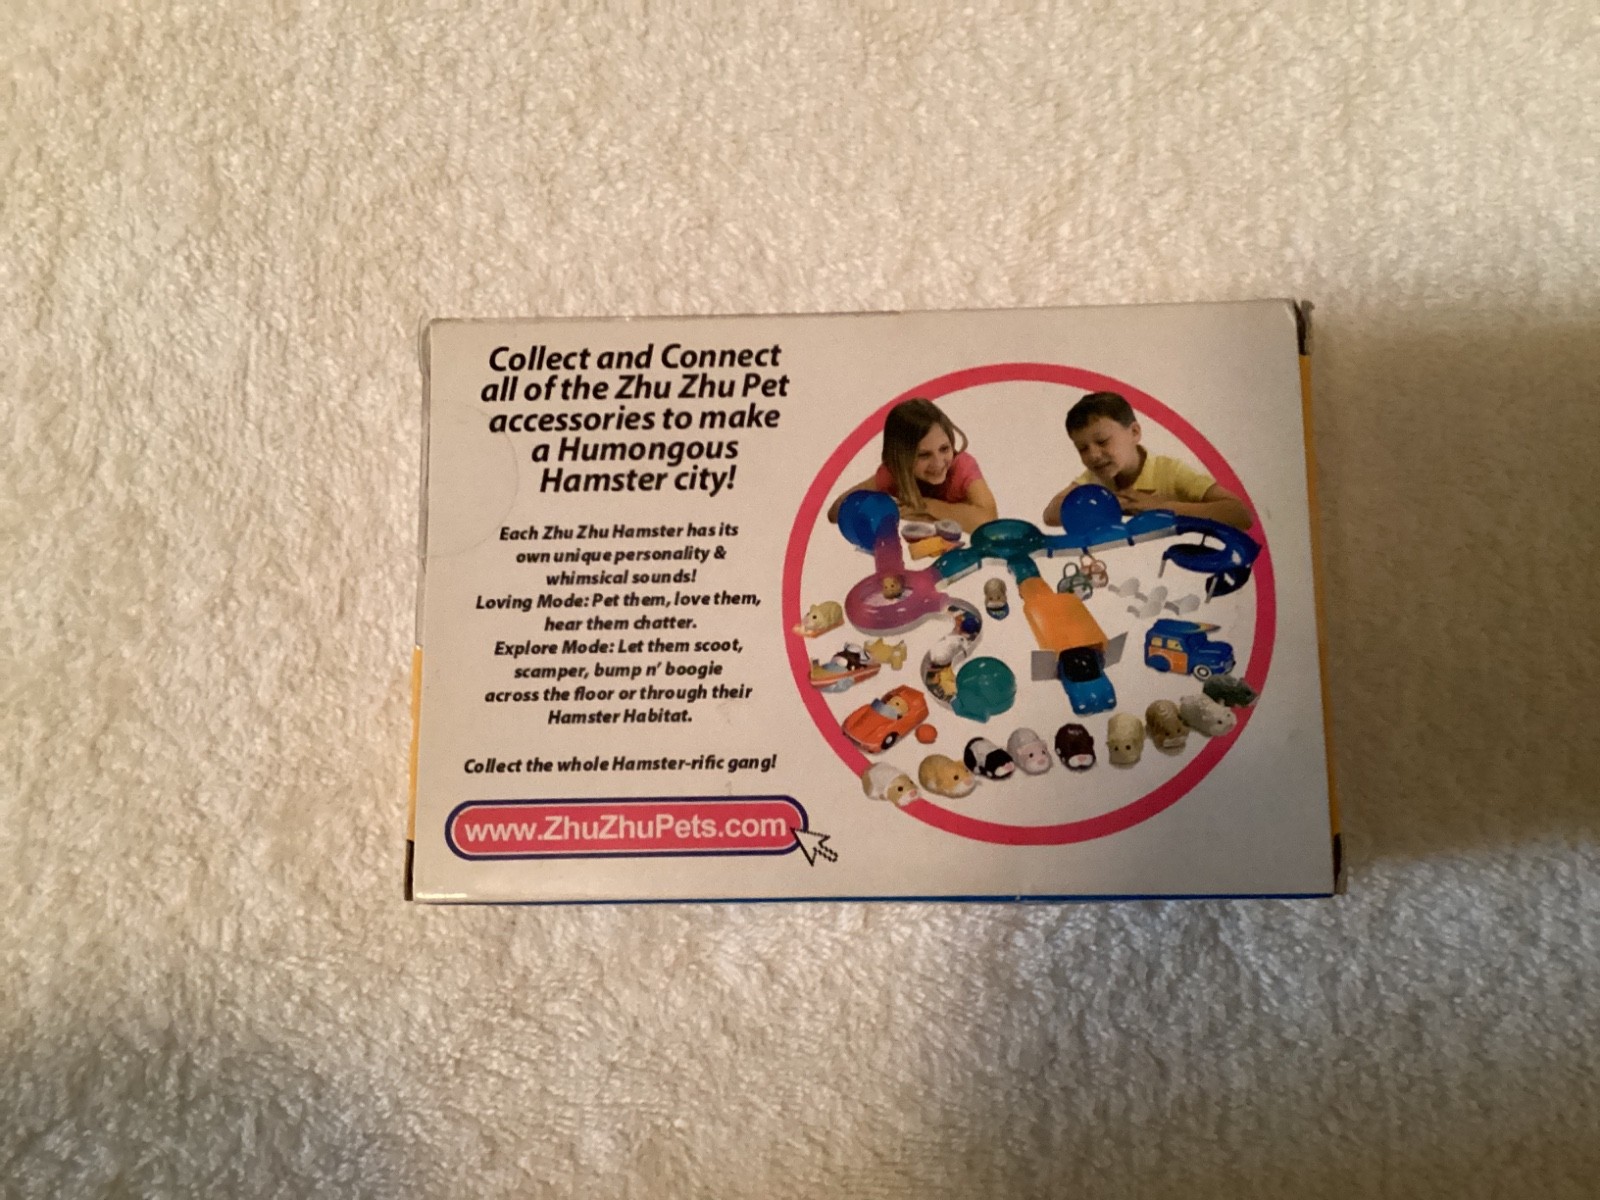 Collect and Connect
all of the Zhu Zhu Pet
accessories to make
a Humongous
Hamster city!
Each Zhu Zhu Hamster has its
own unique personality &
whimsical sounds!
Loving Mode: Pet them, love them,
hear them chatter.
Explore Mode: Let them scoot,
scamper, bump n’ boogie
across the floor or through their
Hamster Habitat.
Collect the whole Hamster-rific gang!
www.ZhuZhuPets.com